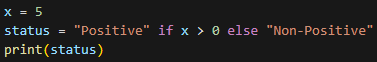 x = 5
status = "Positive" if x > 0 else "Non-Positive"
print(status)